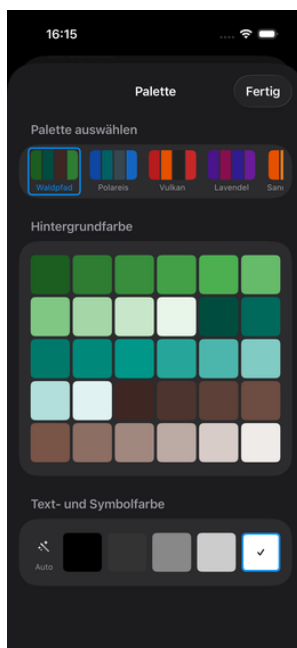 16:15
Palette
Fertig
Palette auswählen
Waldpfad
Polareis
Vulkan
Lavendel
Hintergrundfarbe
Text- und Symbolfarbe
Auto